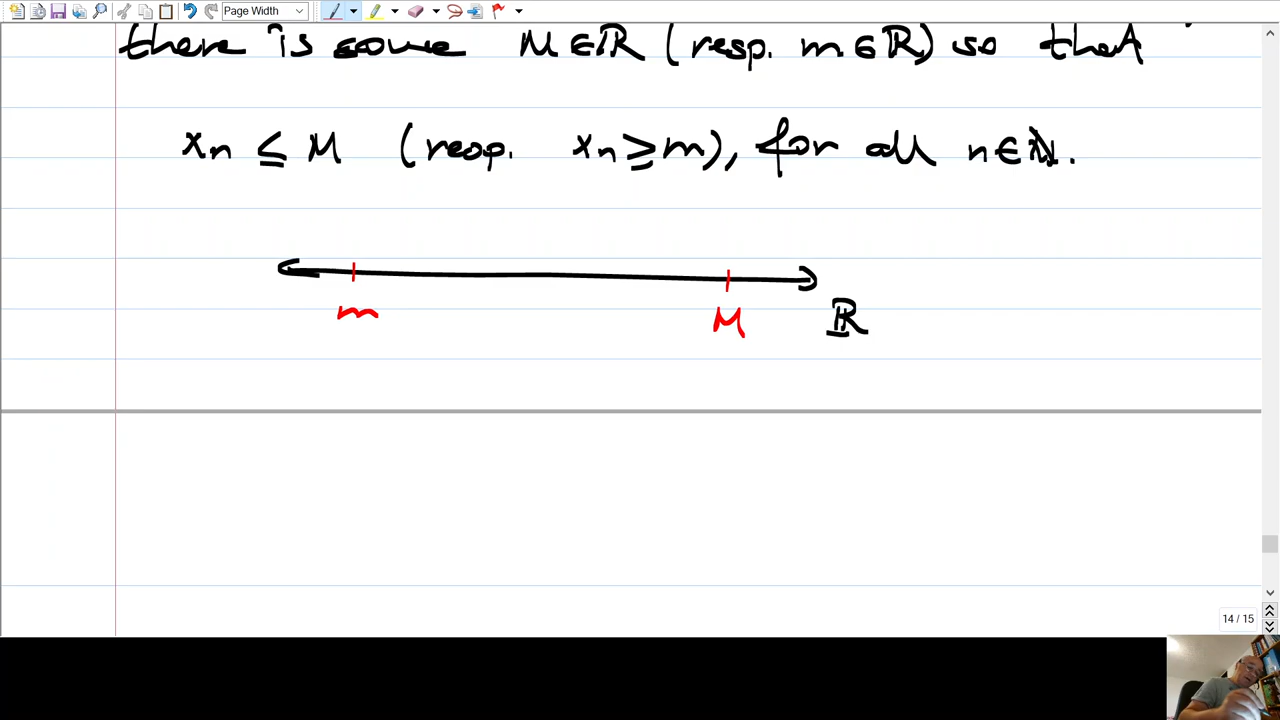 Page Width
there is some M∈ℝ (resp. m∈ℝ) so that
xn ≤ M (resp. xn ≥ m), for all n∈ℕ.
m M ℝ
14 / 15